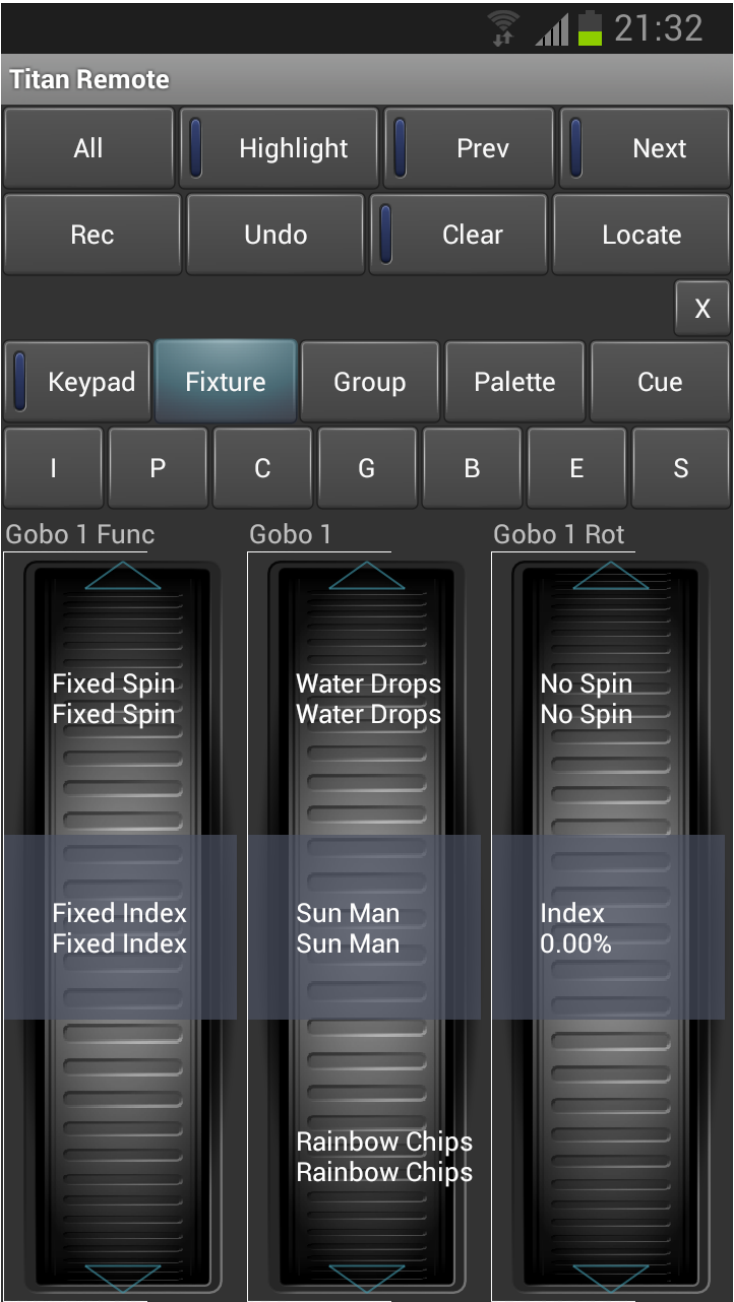 21:32
Titan Remote
All Highlight Prev Next
Rec Undo Clear Locate
X
Keypad Fixture Group Palette Cue
I P C G B E S
Gobo 1 Func Gobo 1 Gobo 1 Rot
Fixed Spin Water Drops No Spin
Fixed Spin Water Drops No Spin
Fixed Index Sun Man Index
Fixed Index Sun Man 0.00%
Rainbow Chips
Rainbow Chips